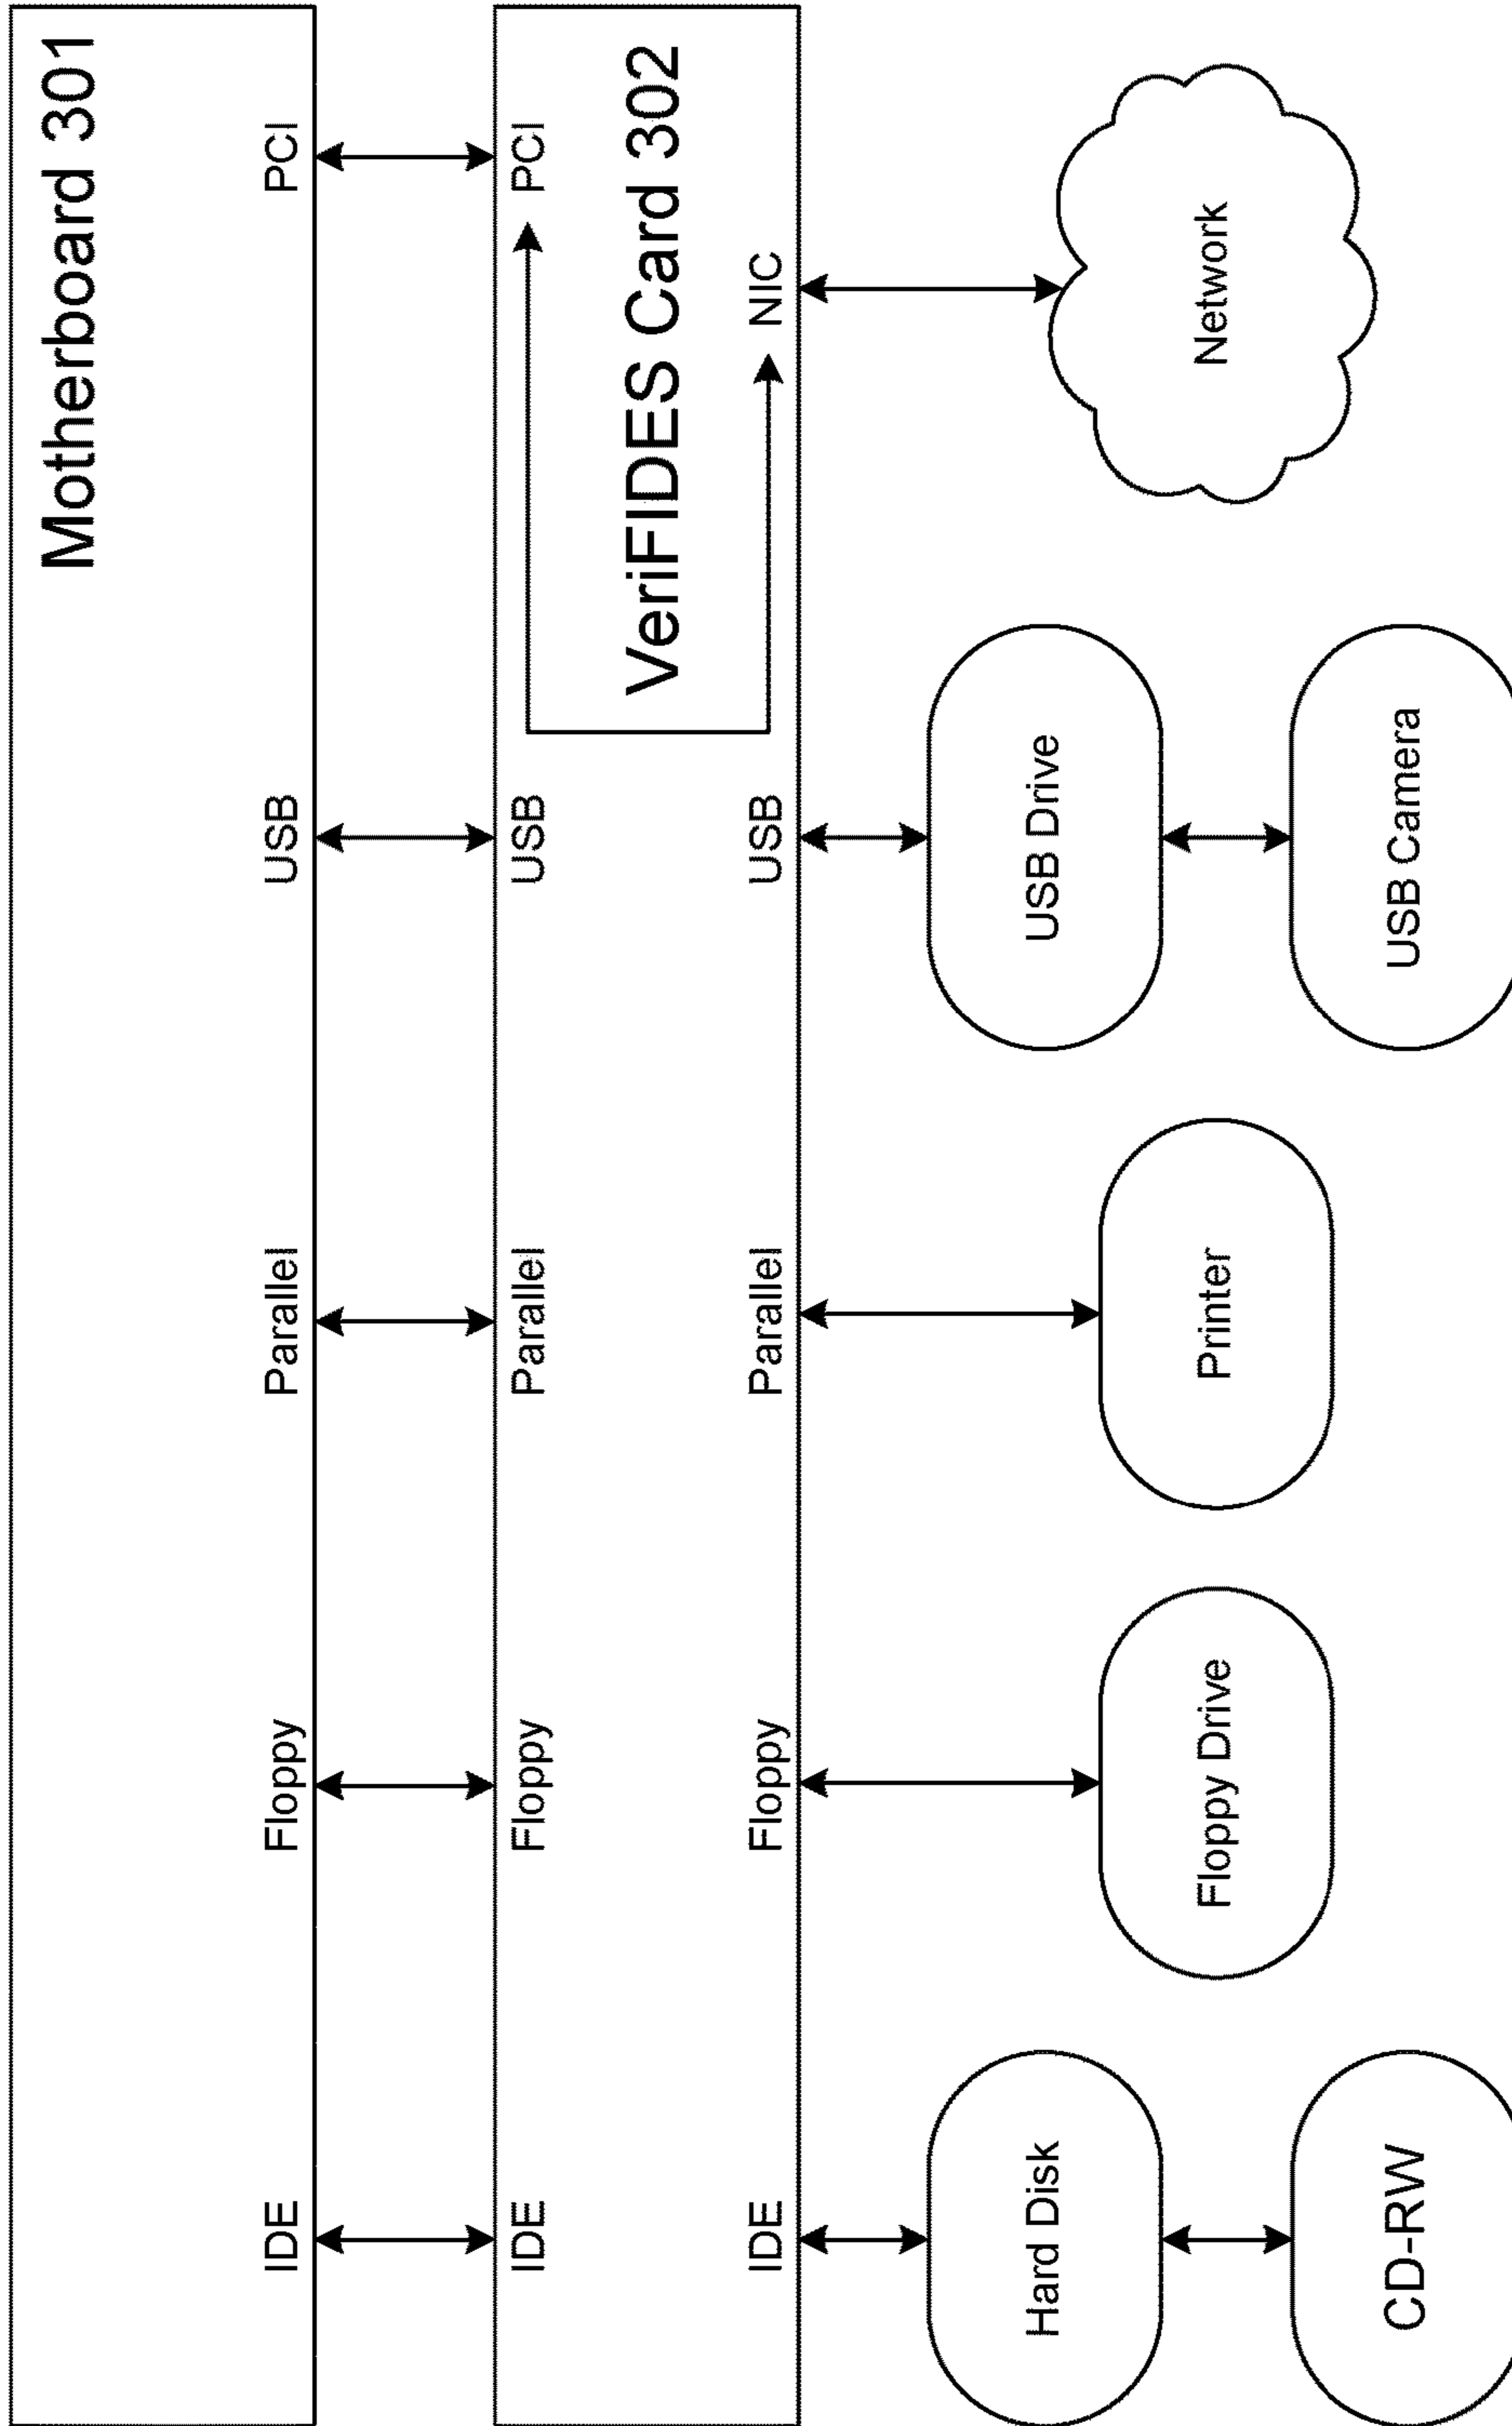 Motherboard 301
IDE
Floppy
Parallel
USB
PCI
IDE
Floppy
Parallel
USB
PCI
VeriFIDES Card 302
IDE
Floppy
Parallel
USB
NIC
Hard Disk
Floppy Drive
Printer
USB Drive
Network
CD-RW
USB Camera